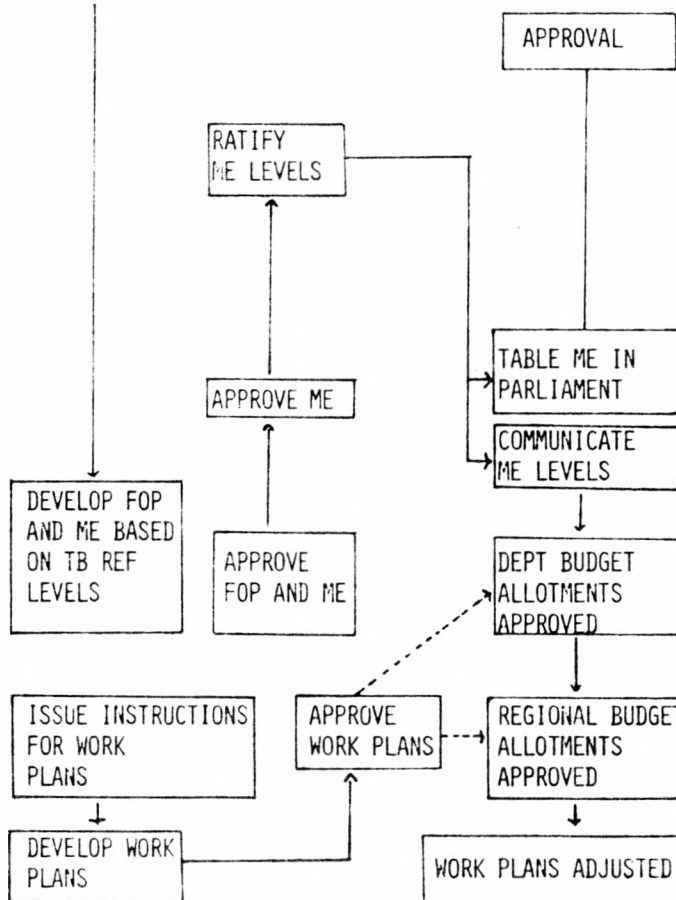 APPROVAL
RATIFY
ME LEVELS
TABLE ME IN
PARLIAMENT
APPROVE ME
COMMUNICATE
ME LEVELS
DEVELOP FOP
AND ME BASED
ON TB REF
LEVELS
APPROVE
FOP AND ME
DEPT BUDGET
ALLOTMENTS
APPROVED
ISSUE INSTRUCTIONS
FOR WORK
PLANS
APPROVE
WORK PLANS
REGIONAL BUDGET
ALLOTMENTS
APPROVED
DEVELOP WORK
PLANS
WORK PLANS ADJUSTED